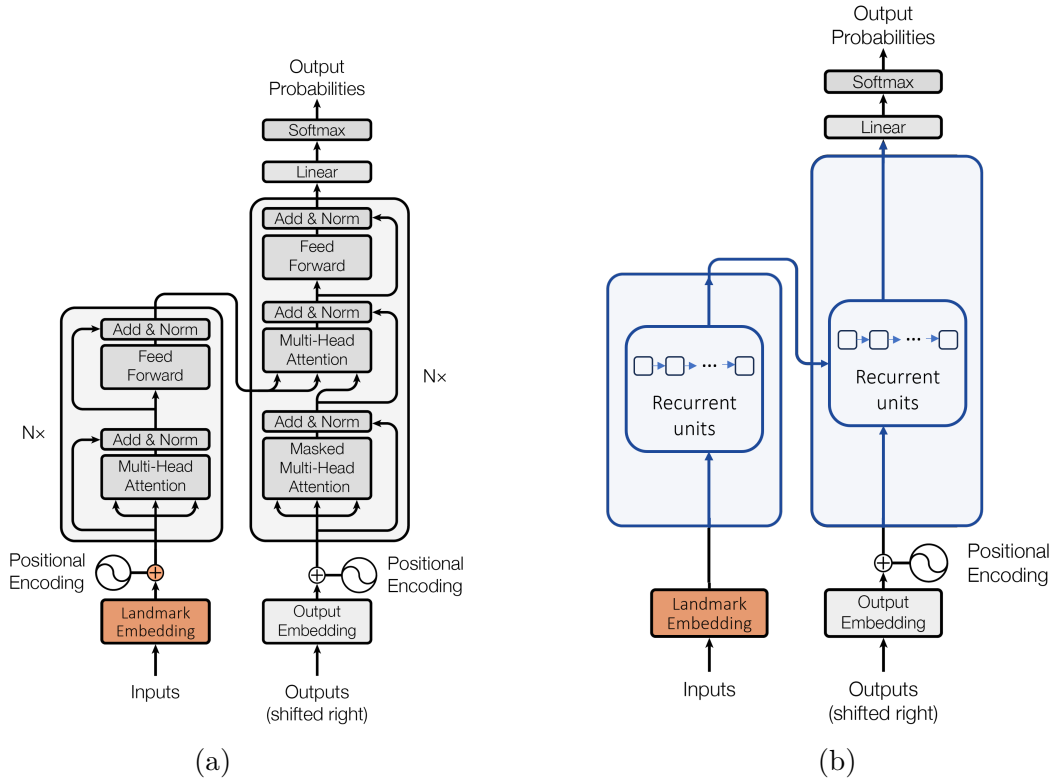 Output
Probabilities
Softmax
Linear
Add & Norm
Feed
Forward
Add & Norm
Multi-Head
Attention
Add & Norm
Masked
Multi-Head
Attention
N×
Add & Norm
Feed
Forward
Add & Norm
Multi-Head
Attention
N×
Positional
Encoding
Landmark
Embedding
Inputs
Positional
Encoding
Output
Embedding
Outputs
(shifted right)
(a)
Output
Probabilities
Softmax
Linear
...
Recurrent
units
...
Recurrent
units
Positional
Encoding
Landmark
Embedding
Inputs
Output
Embedding
Outputs
(shifted right)
(b)